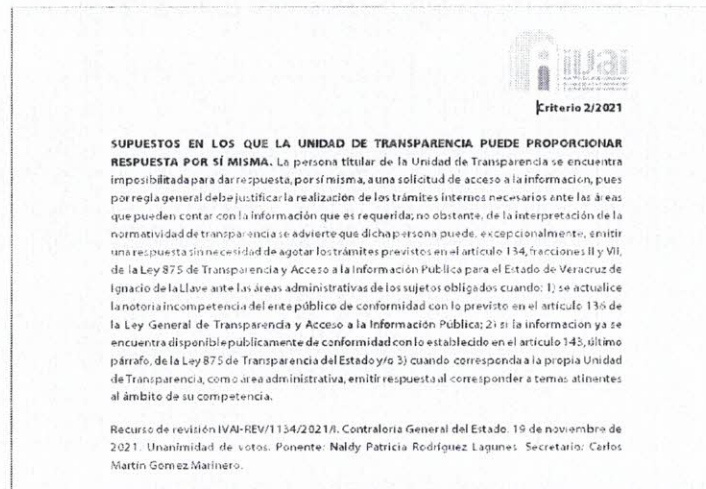 ivai
Criterio 2/2021
SUPUESTOS EN LOS QUE LA UNIDAD DE TRANSPARENCIA PUEDE PROPORCIONAR
RESPUESTA POR SÍ MISMA. La persona titular de la Unidad de Transparencia se encuentra
imposibilitada para dar respuesta, por sí misma, a una solicitud de acceso a la información, pues
por regla general debe justificar la realización de los trámites internos necesarios ante las áreas
que pueden contar con la información que es requerida; no obstante, de la interpretación de la
normatividad de transparencia se advierte que dicha persona puede, excepcionalmente, emitir
una respuesta sin necesidad de agotar los trámites previstos en el artículo 134, fracciones II y VII,
de la Ley 875 de Transparencia y Acceso a la Información Publica para el Estado de Veracruz de
Ignacio de la Llave ante las áreas administrativas de los sujetos obligados cuando: 1) se actualice
la notoria incompetencia del ente público de conformidad con lo previsto en el artículo 136 de
la Ley General de Transparencia y Acceso a la Información Pública; 2) si la informacion ya se
encuentra disponible publicamente de conformidad con lo establecido en el artículo 143, último
párrafo, de la Ley 875 de Transparencia del Estado y/o 3) cuando corresponda a la propia Unidad
de Transparencia, como área administrativa, emitir respuesta al corresponder a temas atinentes
al ámbito de su competencia.
Recurso de revisión IVAI-REV/1134/2021/I. Contraloría General del Estado. 19 de noviembre de
2021. Unanimidad de votos. Ponente: Naldy Patricia Rodríguez Lagunes. Secretario: Carlos
Martín Gomez Marinero.